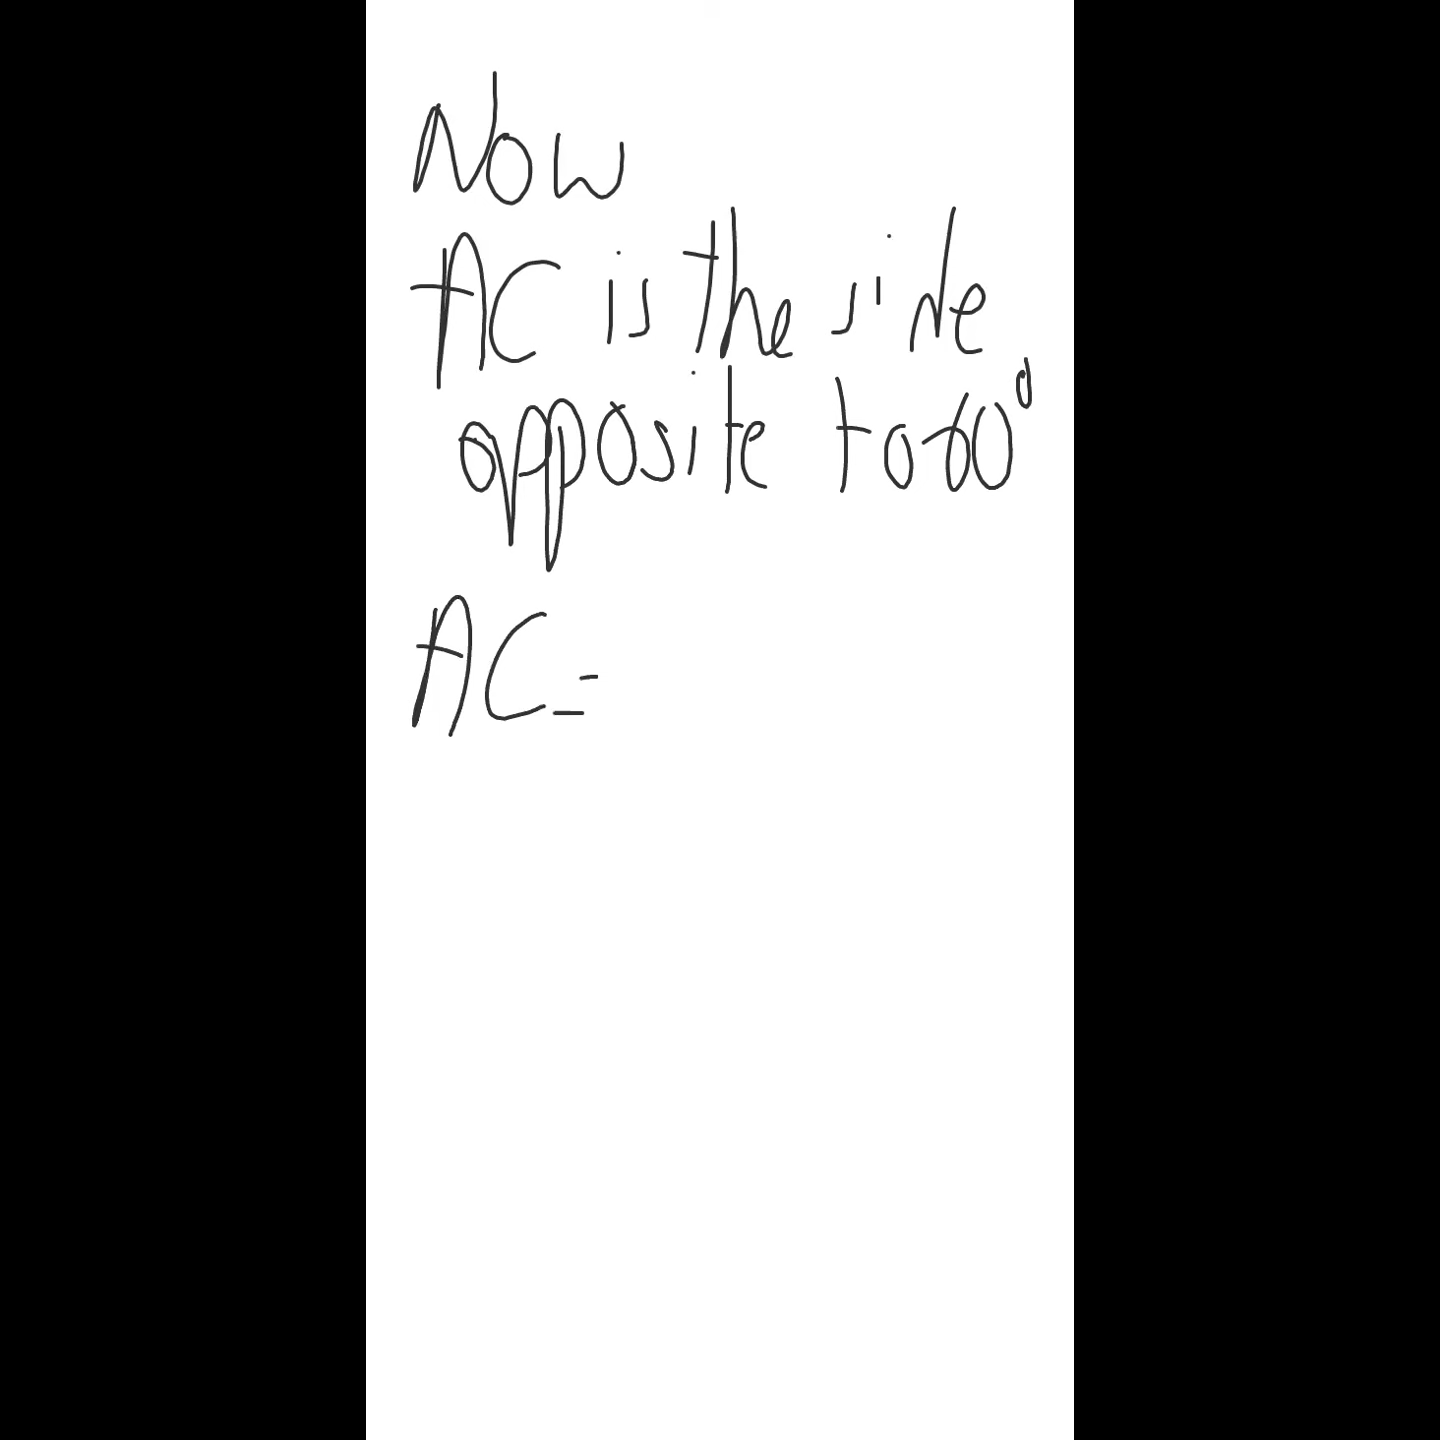 Now
AC is the side
opposite to 60°
AC=